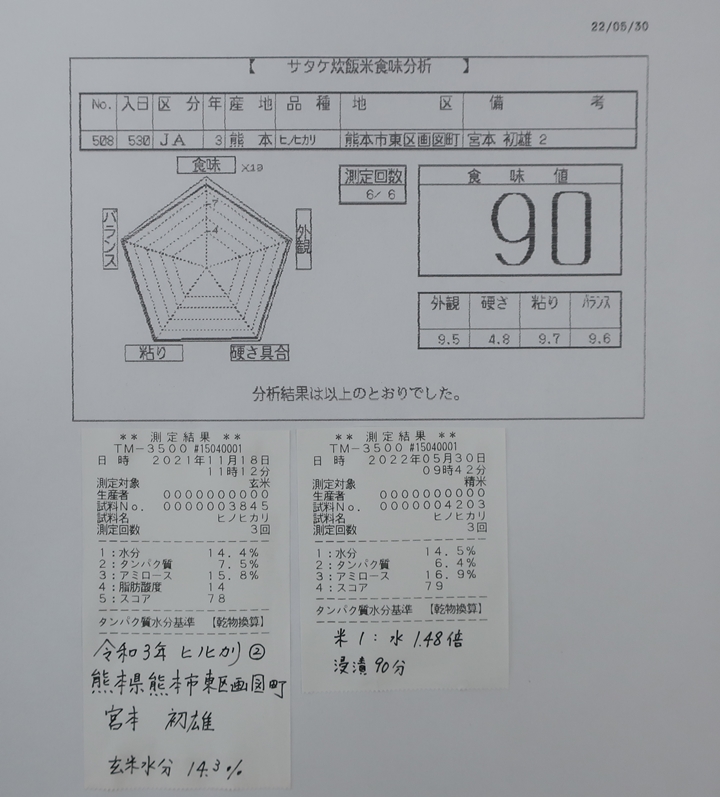 22/05/30
【 サタケ炊飯米食味分析 】
No. 入日 区 分 年 産 地 品 種 地 区 備 考
508 530 JA 3 熊 本 ヒノヒカリ 熊本市東区画図町 宮本 初雄 2
食味 ×10
7
4
バランス
外観
粘り
硬さ具合
測定回数
6/ 6
食 味 値
90
外観 硬さ 粘り バランス
9.5 4.8 9.7 9.6
分析結果は以上のとおりでした。
** 測定結果 **
TM-3500 #15040001
日 時 2021年11月18日
11時12分
測定対象 玄米
生産者 0000000000
試料No. 0000003845
試料名 ヒノヒカリ
測定回数 3回
1:水分 14.4%
2:タンパク質 7.5%
3:アミロース 15.8%
4:脂肪酸度 14
5:スコア 78
タンパク質水分基準 【乾物換算】
令和3年 ヒノヒカリ ②
熊本県熊本市東区画図町
宮本 初雄
玄米水分 14.3%
** 測定結果 **
TM-3500 #15040001
日 時 2022年05月30日
09時42分
測定対象 精米
生産者 0000000000
試料No. 0000004203
試料名 ヒノヒカリ
測定回数 3回
1:水分 14.5%
2:タンパク質 6.4%
3:アミロース 16.9%
4:スコア 79
タンパク質水分基準 【乾物換算】
米1:水1.48倍
浸漬90分